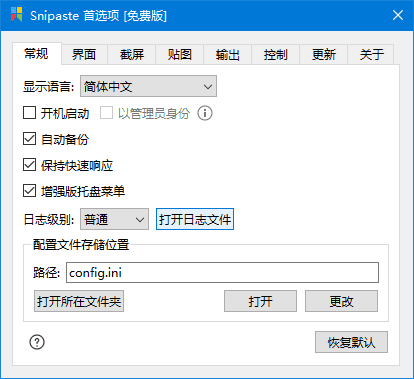 Snipaste 首选项 [免费版]
常规 界面 截屏 贴图 输出 控制 更新 关于
显示语言: 简体中文
开机启动 以管理员身份
自动备份
保持快速响应
增强版托盘菜单
日志级别: 普通 打开日志文件
配置文件存储位置
路径: config.ini
打开所在文件夹 打开 更改
恢复默认